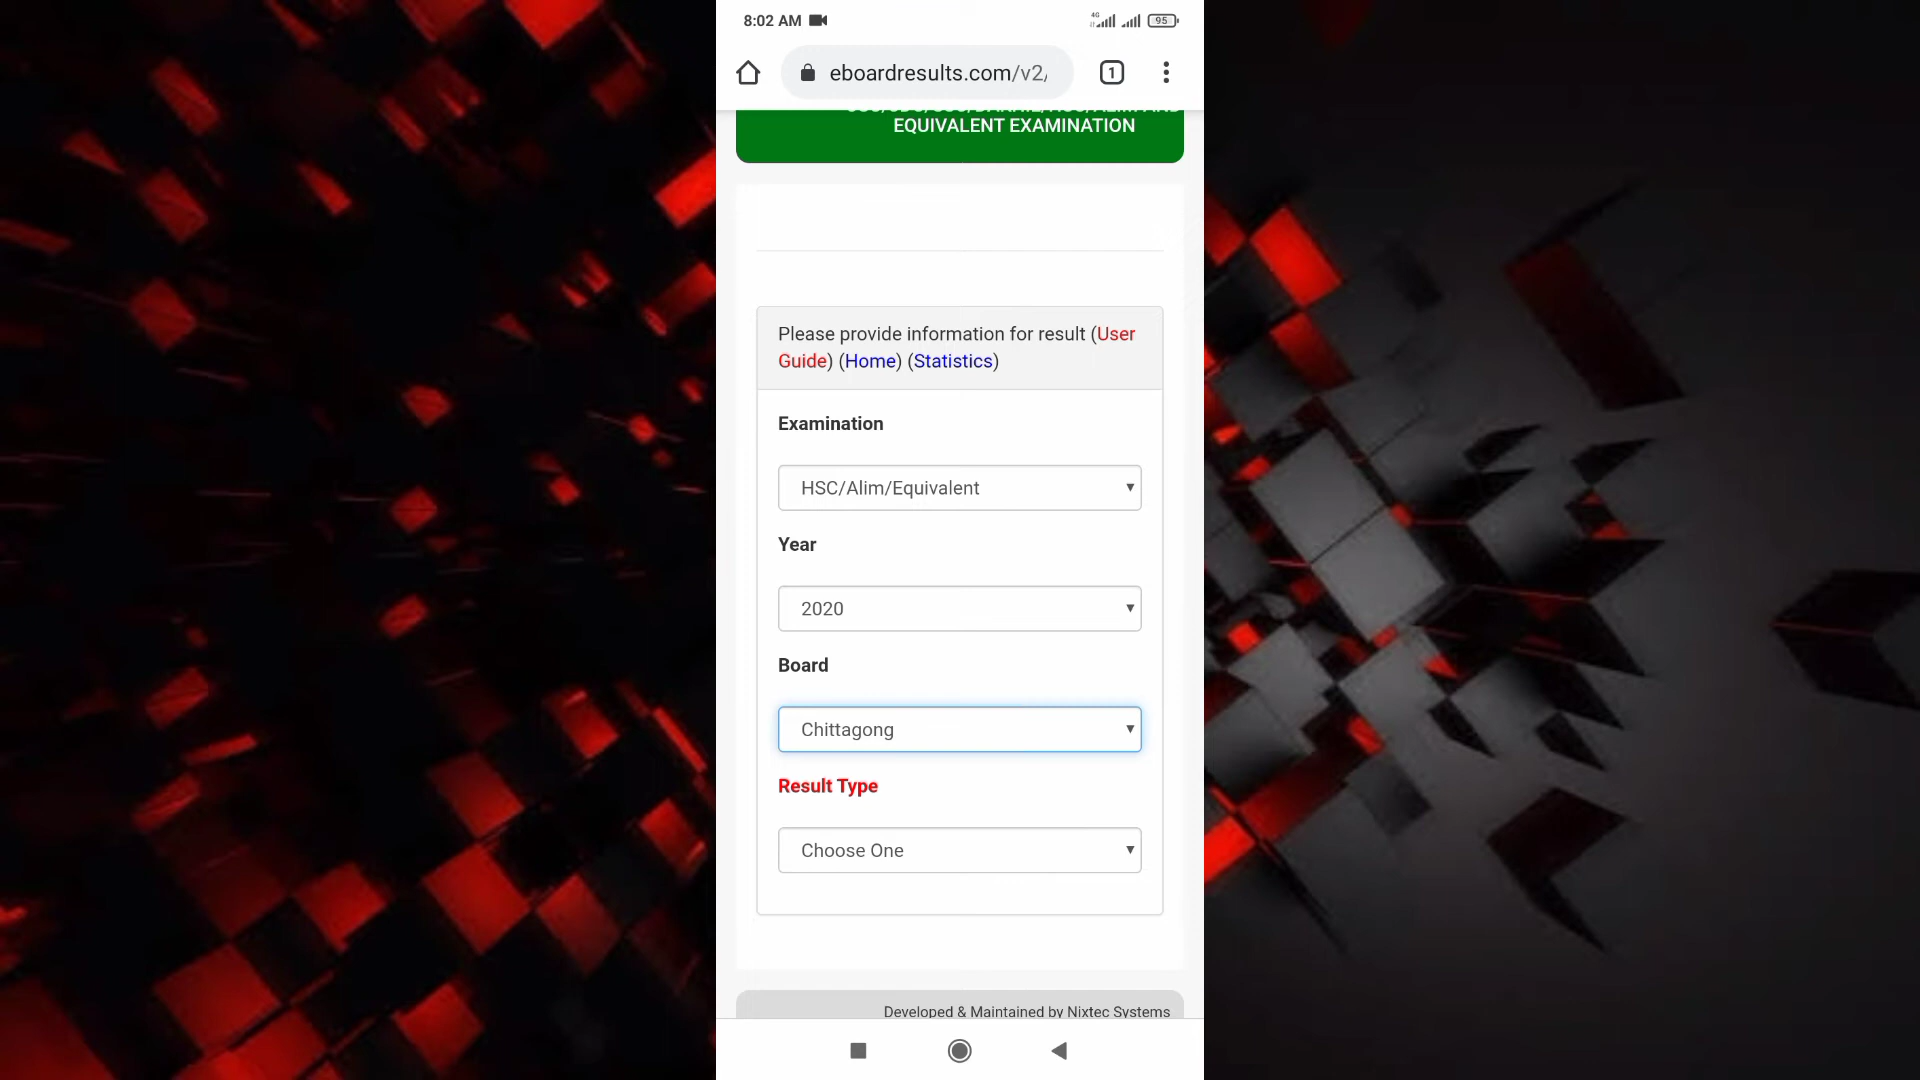 8:02 AM
4G
95
eboardresults.com/v2/
1
EQUIVALENT EXAMINATION
Please provide information for result (User
Guide) (Home) (Statistics)
Examination
HSC/Alim/Equivalent
Year
2020
Board
Chittagong
Result Type
Choose One
Developed & Maintained by Nixtec Systems